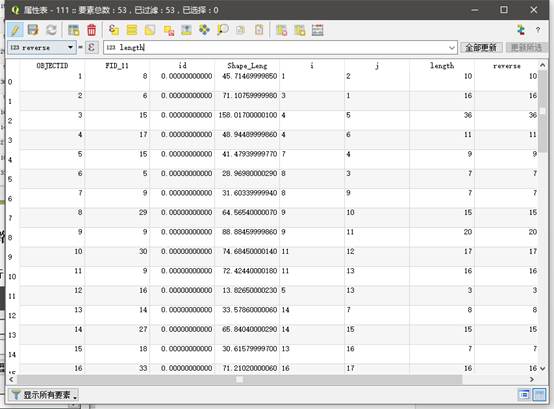 属性表 - 111 :: 要素总数：53，已过滤：53，已选择：0
123 reverse = ε 123 length 全部更新 更新所选
OBJECTID FID_11 id Shape_Leng i j length reverse
0 1 8 0.00000000000 45.71469999850 1 2 10 10
1 2 6 0.00000000000 71.10759999980 3 1 16 16
2 3 15 0.00000000000 158.01700000100 4 5 36 36
3 4 17 0.00000000000 48.94489999860 4 6 11 11
4 5 15 0.00000000000 41.47939999770 7 4 9 9
5 6 5 0.00000000000 28.96980000290 8 3 7 7
6 7 9 0.00000000000 31.60339999940 8 9 7 7
7 8 29 0.00000000000 64.56540000070 9 10 15 15
8 9 9 0.00000000000 88.88459999860 9 11 20 20
9 10 30 0.00000000000 74.68450000140 11 12 17 17
10 11 9 0.00000000000 72.42440000180 11 13 16 16
11 12 16 0.00000000000 13.82650000230 5 13 3 3
12 13 14 0.00000000000 33.57860000060 14 7 8 8
13 14 27 0.00000000000 65.84040000290 14 15 15 15
14 15 18 0.00000000000 30.61579999700 13 16 7 7
15 16 33 0.00000000000 71.21020000060 16 17 16 16
显示所有要素